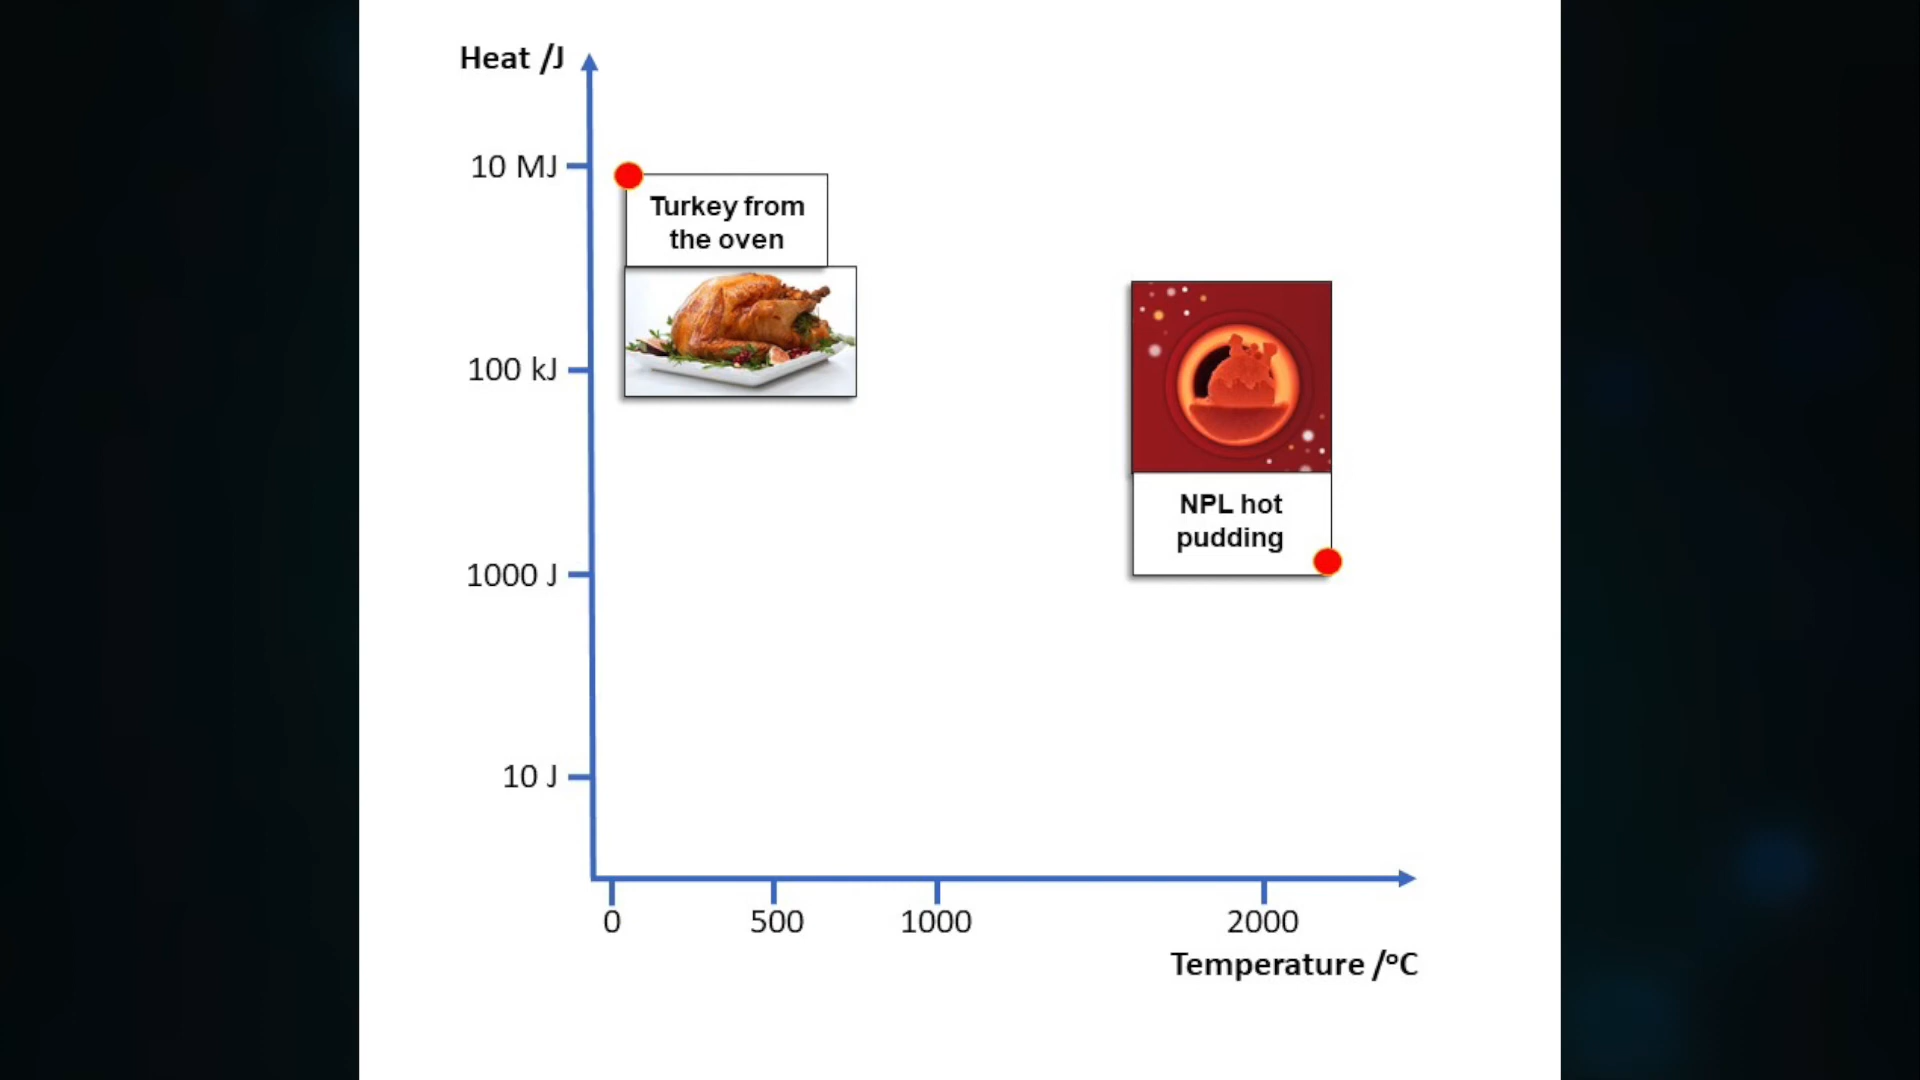 Heat /J
10 MJ
Turkey from
the oven
100 kJ
NPL hot
pudding
1000 J
10 J
0
500
1000
2000
Temperature /ºC